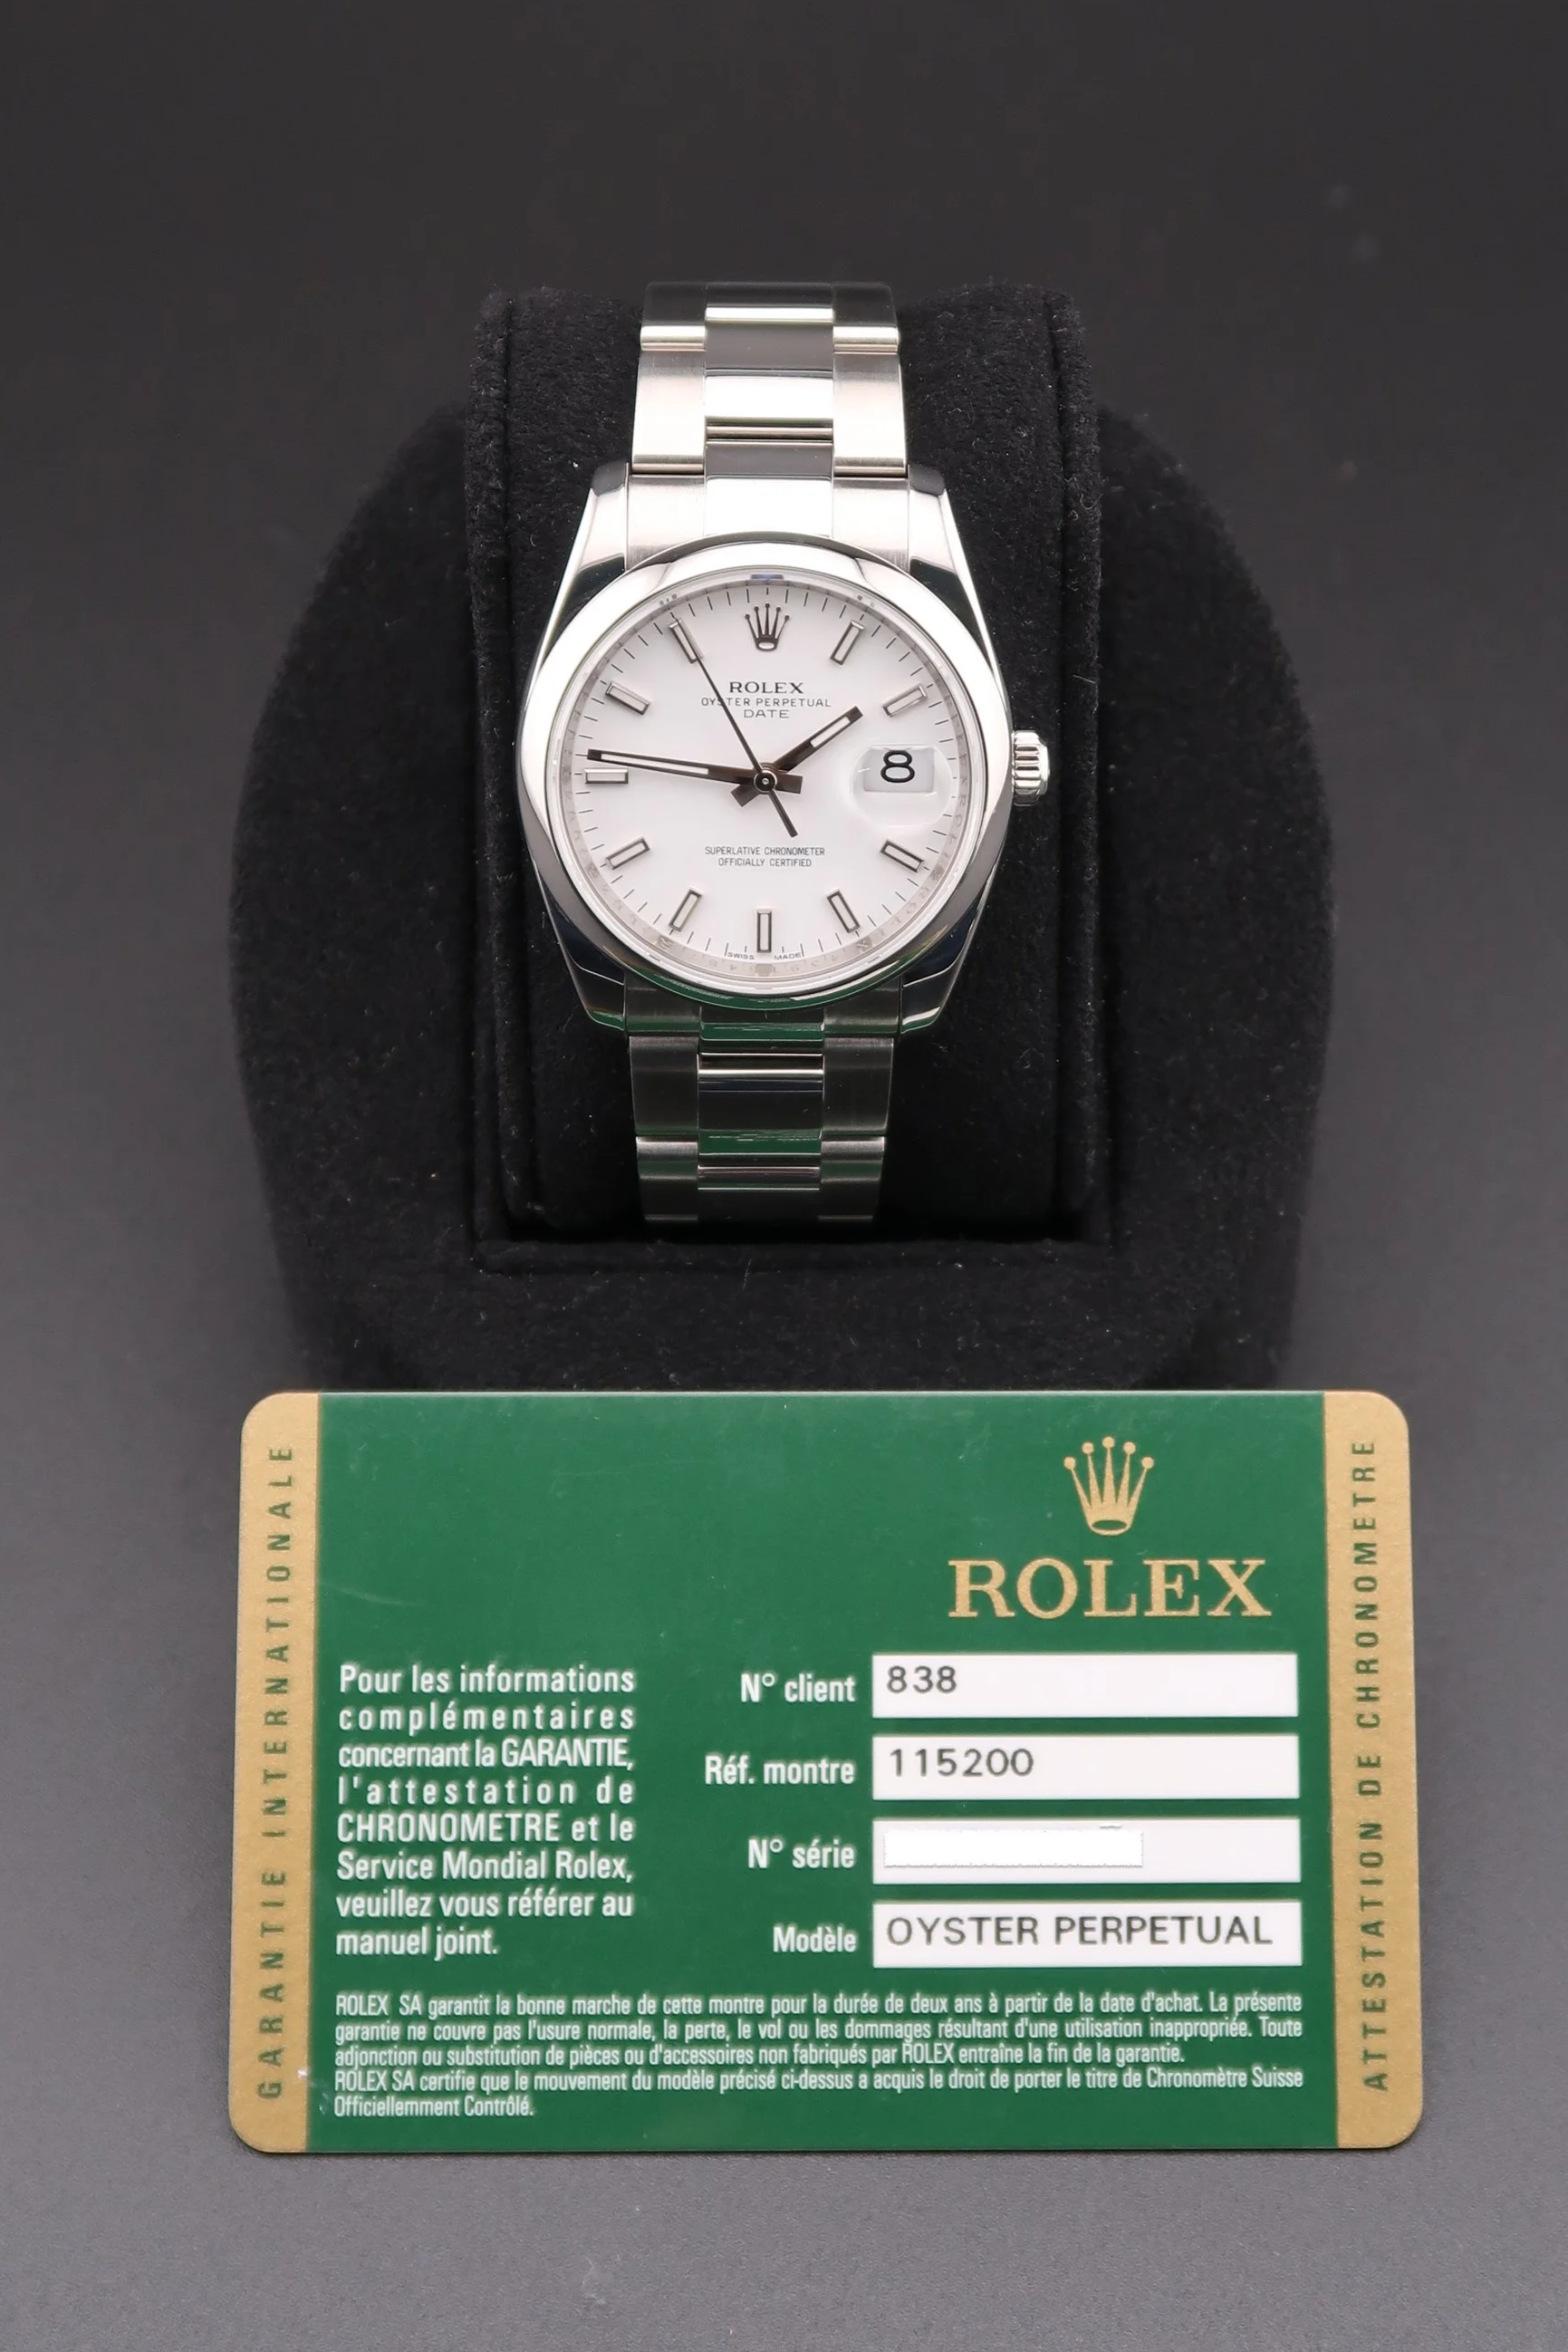 ROLEX
OYSTER PERPETUAL
DATE
8
SUPERLATIVE CHRONOMETER
OFFICIALLY CERTIFIED
SWISS MADE
GARANTIE INTERNATIONALE
ROLEX
Pour les informations
complémentaires
concernant la GARANTIE,
l'attestation de
CHRONOMETRE et le
Service Mondial Rolex,
veuillez vous référer au
manuel joint.
N° client 838
Réf. montre 115200
N° série
Modèle OYSTER PERPETUAL
ROLEX SA garantit la bonne marche de cette montre pour la durée de deux ans à partir de la date d'achat. La présente
garantie ne couvre pas l'usure normale, la perte, le vol ou les dommages résultant d'une utilisation inappropriée. Toute
adjonction ou substitution de pièces ou d'accessoires non fabriqués par ROLEX entraîne la fin de la garantie.
ROLEX SA certifie que le mouvement du modèle précisé ci-dessus a acquis le droit de porter le titre de Chronomètre Suisse
Officiellemment Contrôlé.
ATTESTATION DE CHRONOMETRE